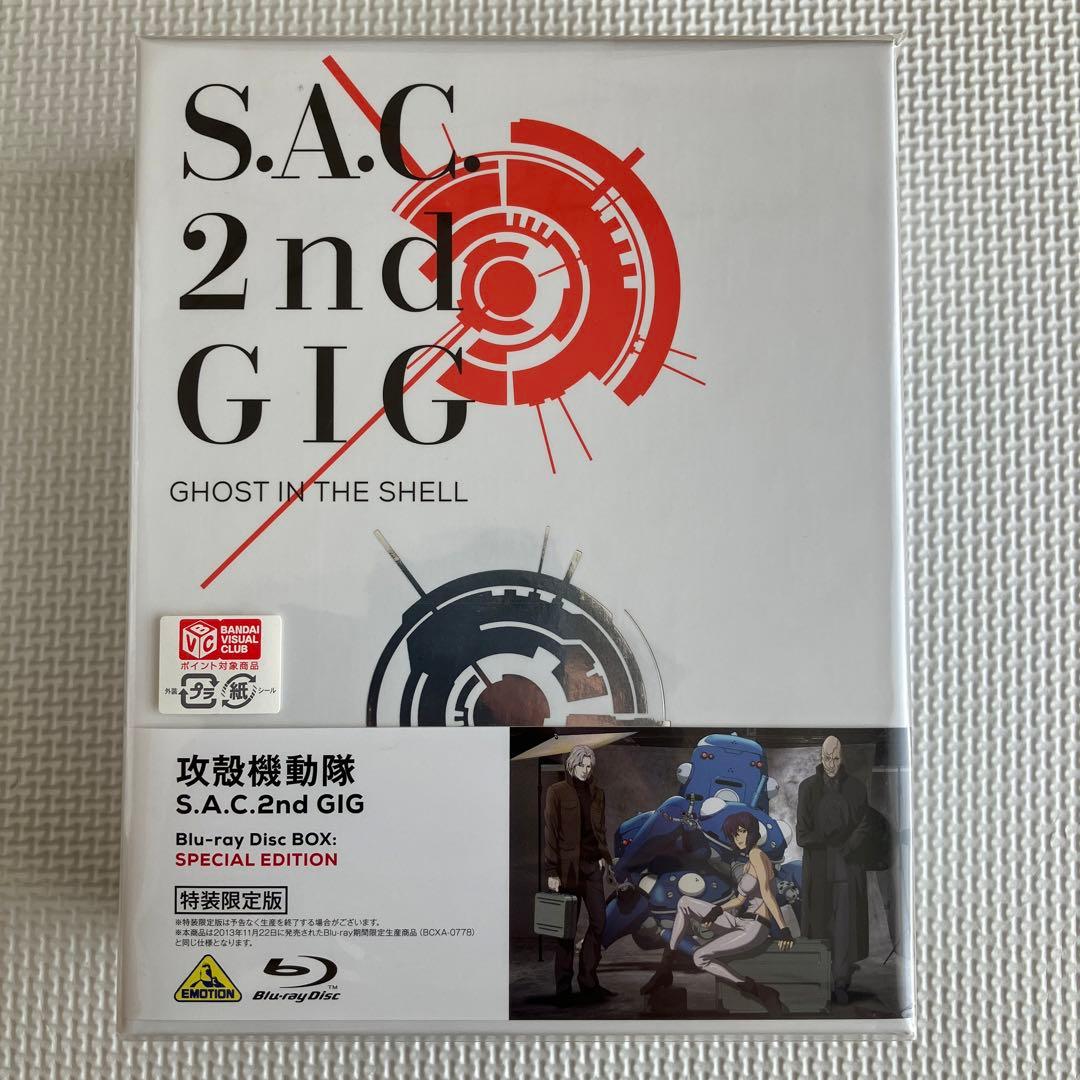 S.A.C.
2nd
GIG
GHOST IN THE SHELL
BVC
BANDAI
VISUAL
CLUB
ポイント対象商品
外装 プラ 紙 シール
攻殻機動隊
S.A.C.2nd GIG
Blu-ray Disc BOX:
SPECIAL EDITION
特装限定版
※特装限定版は予告なく生産を終了する場合がございます。
※本商品は2013年11月22日に発売されたBlu-ray期間限定生産商品（BCXA-0778）
と同じ仕様となります。
EMOTION
Blu-ray Disc™